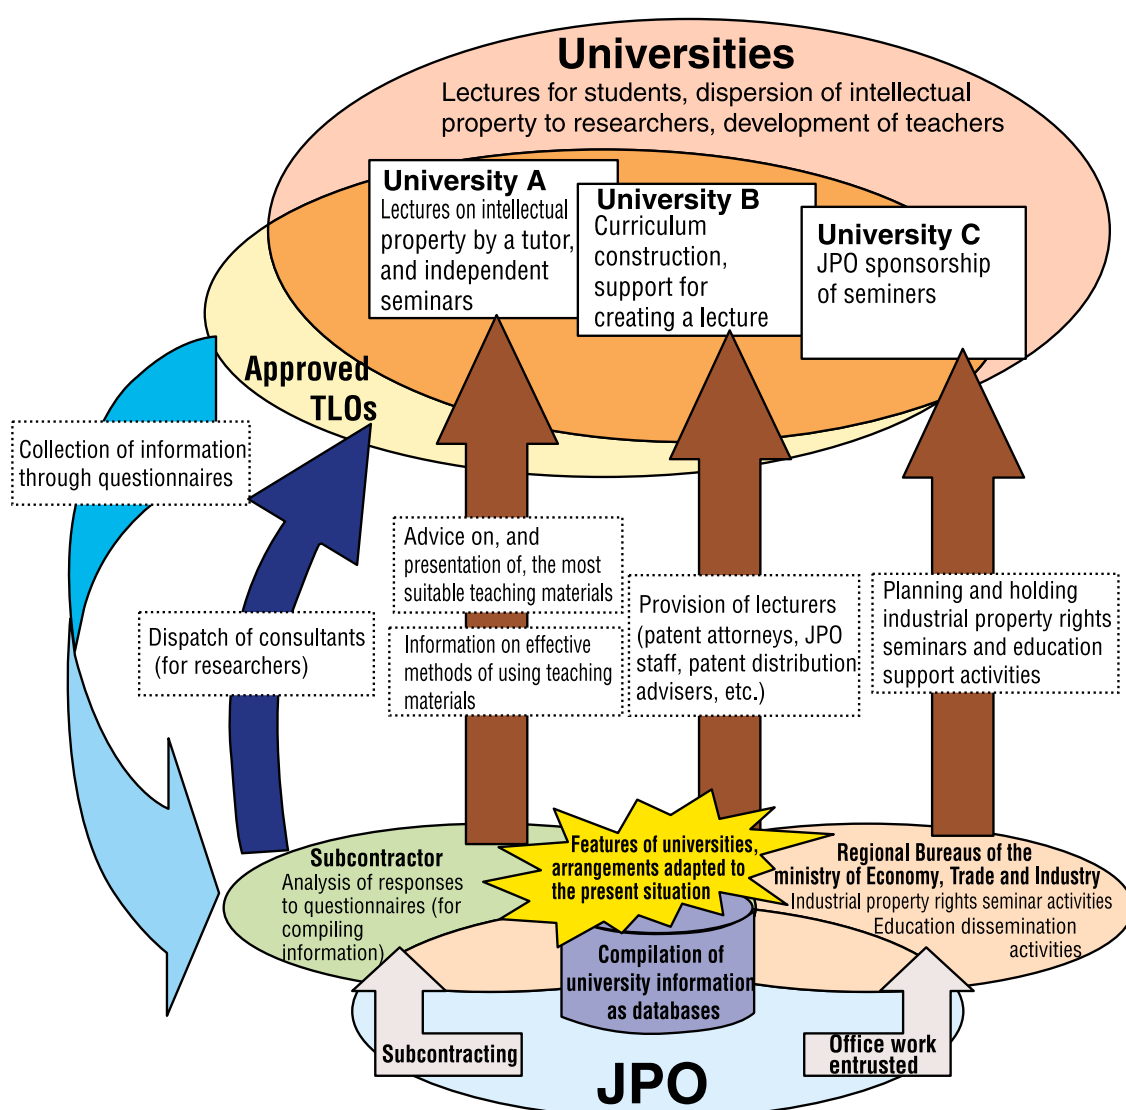 Universities
Lectures for students, dispersion of intellectual
property to researchers, development of teachers
University A
Lectures on intellectual
property by a tutor,
and independent
seminars
University B
Curriculum
construction,
support for
creating a lecture
University C
JPO sponsorship
of seminers
Approved
TLOs
Collection of information
through questionnaires
Dispatch of consultants
(for researchers)
Advice on, and
presentation of, the most
suitable teaching materials
Information on effective
methods of using teaching
materials
Provision of lecturers
(patent attorneys, JPO
staff, patent distribution
advisers, etc.)
Planning and holding
industrial property rights
seminars and education
support activities
Subcontractor
Analysis of responses
to questionnaires (for
compiling
information)
Features of universities,
arrangements adapted to
the present situation
Regional Bureaus of the
ministry of Economy, Trade and Industry
Industrial property rights seminar activities
Education dissemination
activities
Compilation of
university information
as databases
Subcontracting
Office work
entrusted
JPO